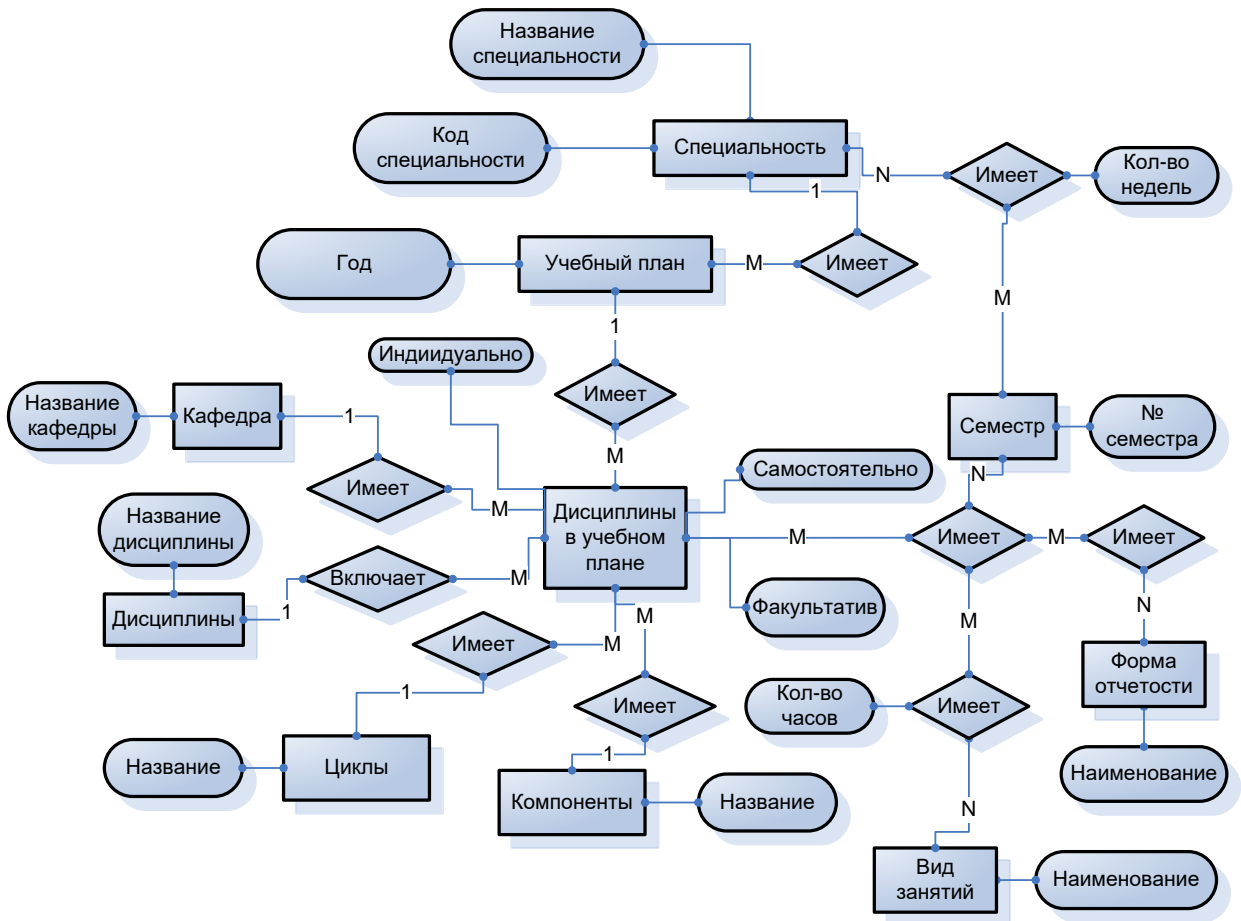 Название
специальности
Код
специальности
Специальность
N
Имеет
Кол-во
недель
1
Год
Учебный план
M
Имеет
M
1
Индиидуально
Имеет
Название
кафедры
Кафедра
1
Семестр
№
семестра
M
N
Самостоятельно
Имеет
M
Дисциплины
в учебном
плане
Название
дисциплины
M
Имеет
M
Имеет
Включает
M
1
Дисциплины
Факультатив
N
M
M
Имеет
M
Форма
отчетости
1
Имеет
Кол-во
часов
Имеет
1
Название
Циклы
Компоненты
Название
Наименование
N
Вид
занятий
Наименование